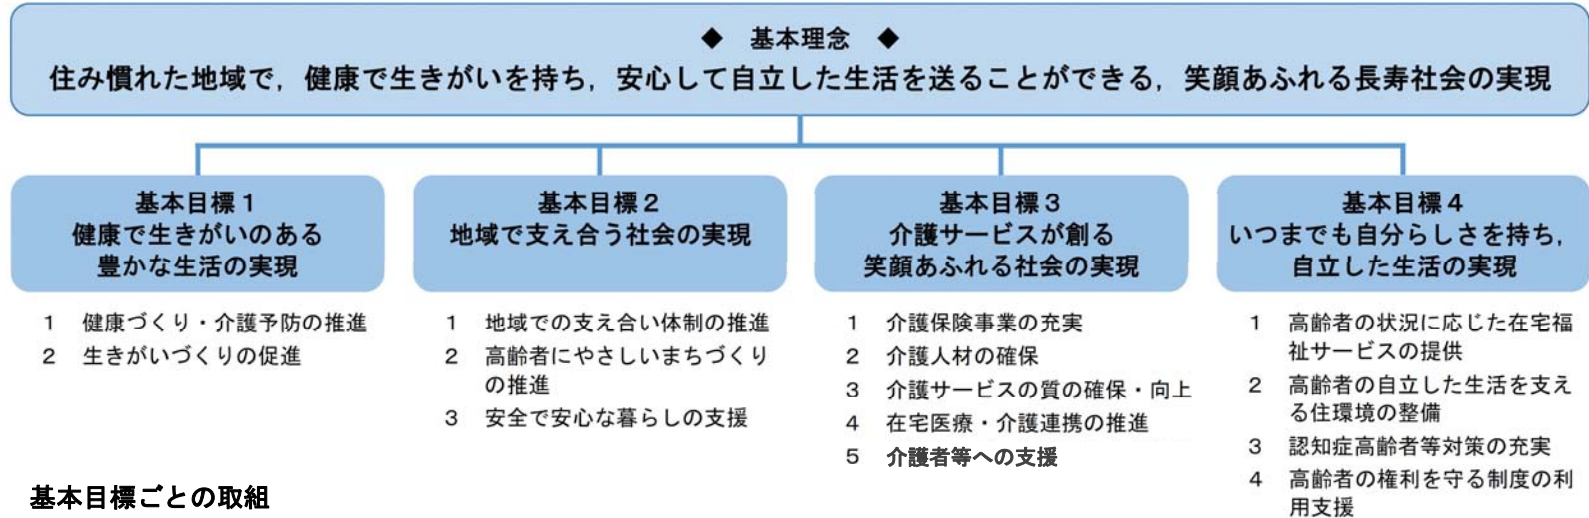 ◆ 基本理念 ◆
住み慣れた地域で，健康で生きがいを持ち，安心して自立した生活を送ることができる，笑顔あふれる長寿社会の実現
基本目標１
健康で生きがいのある
豊かな生活の実現
１ 健康づくり・介護予防の推進
２ 生きがいづくりの促進
基本目標２
地域で支え合う社会の実現
１ 地域での支え合い体制の推進
２ 高齢者にやさしいまちづくり
の推進
３ 安全で安心な暮らしの支援
基本目標３
介護サービスが創る
笑顔あふれる社会の実現
１ 介護保険事業の充実
２ 介護人材の確保
３ 介護サービスの質の確保・向上
４ 在宅医療・介護連携の推進
５ 介護者等への支援
基本目標４
いつまでも自分らしさを持ち，
自立した生活の実現
１ 高齢者の状況に応じた在宅福
祉サービスの提供
２ 高齢者の自立した生活を支え
る住環境の整備
３ 認知症高齢者等対策の充実
４ 高齢者の権利を守る制度の利
用支援
基本目標ごとの取組